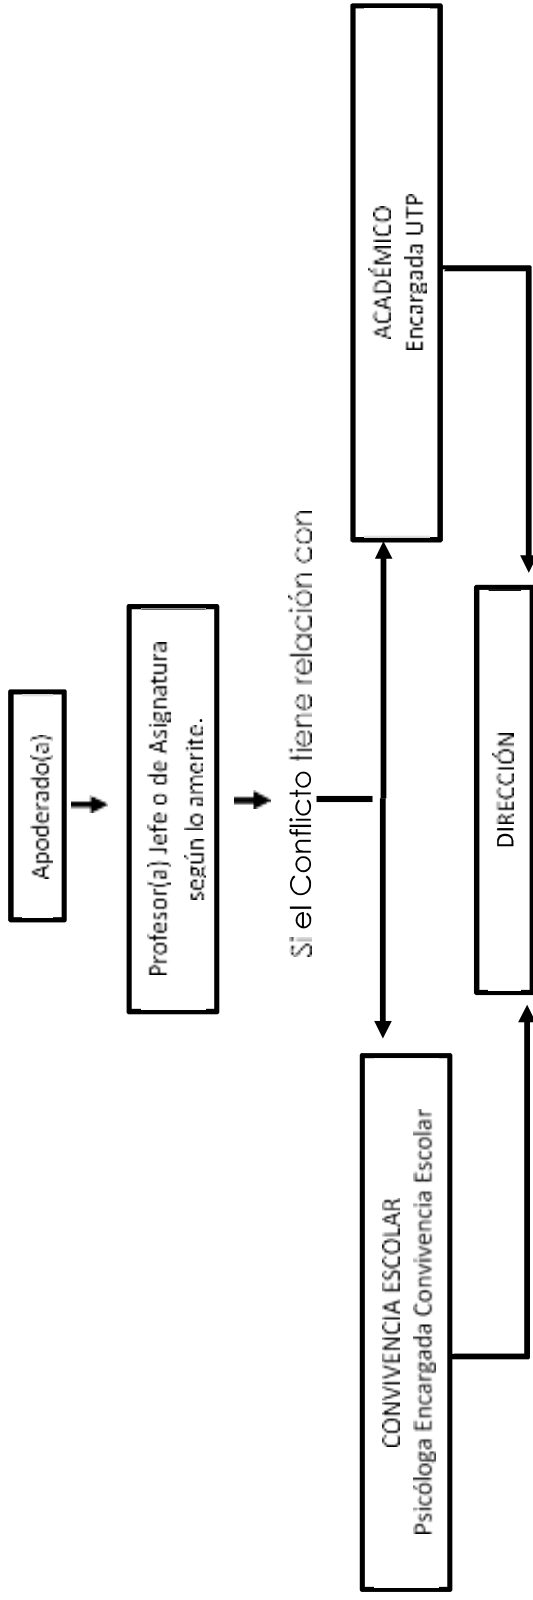 Apoderado(a)
Profesor(a) Jefe o de Asignatura
según lo amerite.
Si el Conflicto tiene relación con
CONVIVENCIA ESCOLAR
Psicóloga Encargada Convivencia Escolar
ACADÉMICO
Encargada UTP
DIRECCIÓN